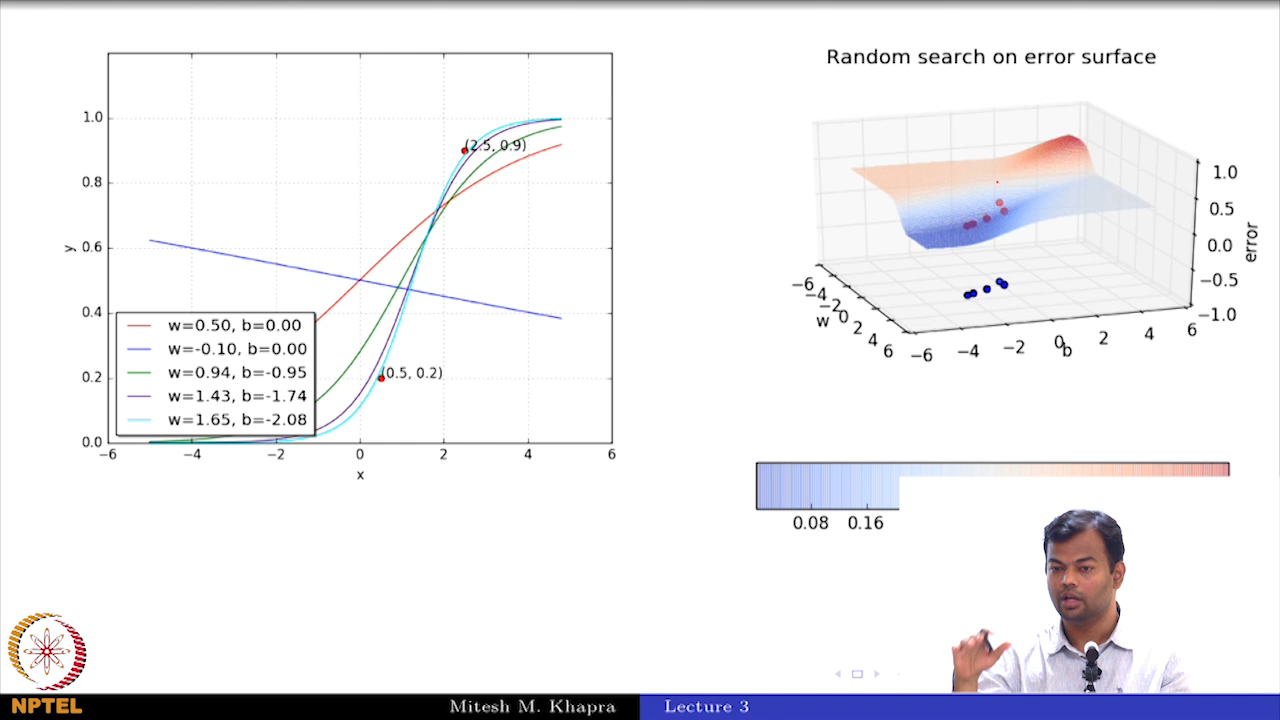 Random search on error surface
1.0
0.8
0.6
0.4
0.2
0.0
y
(2.5, 0.9)
(0.5, 0.2)
w=0.50, b=0.00
w=-0.10, b=0.00
w=0.94, b=-0.95
w=1.43, b=-1.74
w=1.65, b=-2.08
−6 −4 −2 0 2 4 6
x
1.0
0.5
0.0
−0.5
−1.0
error
−6 −4 −2 0 2 4 6
w
−6 −4 −2 0 2 4 6
b
0.08 0.16
NPTEL
Mitesh M. Khapra Lecture 3